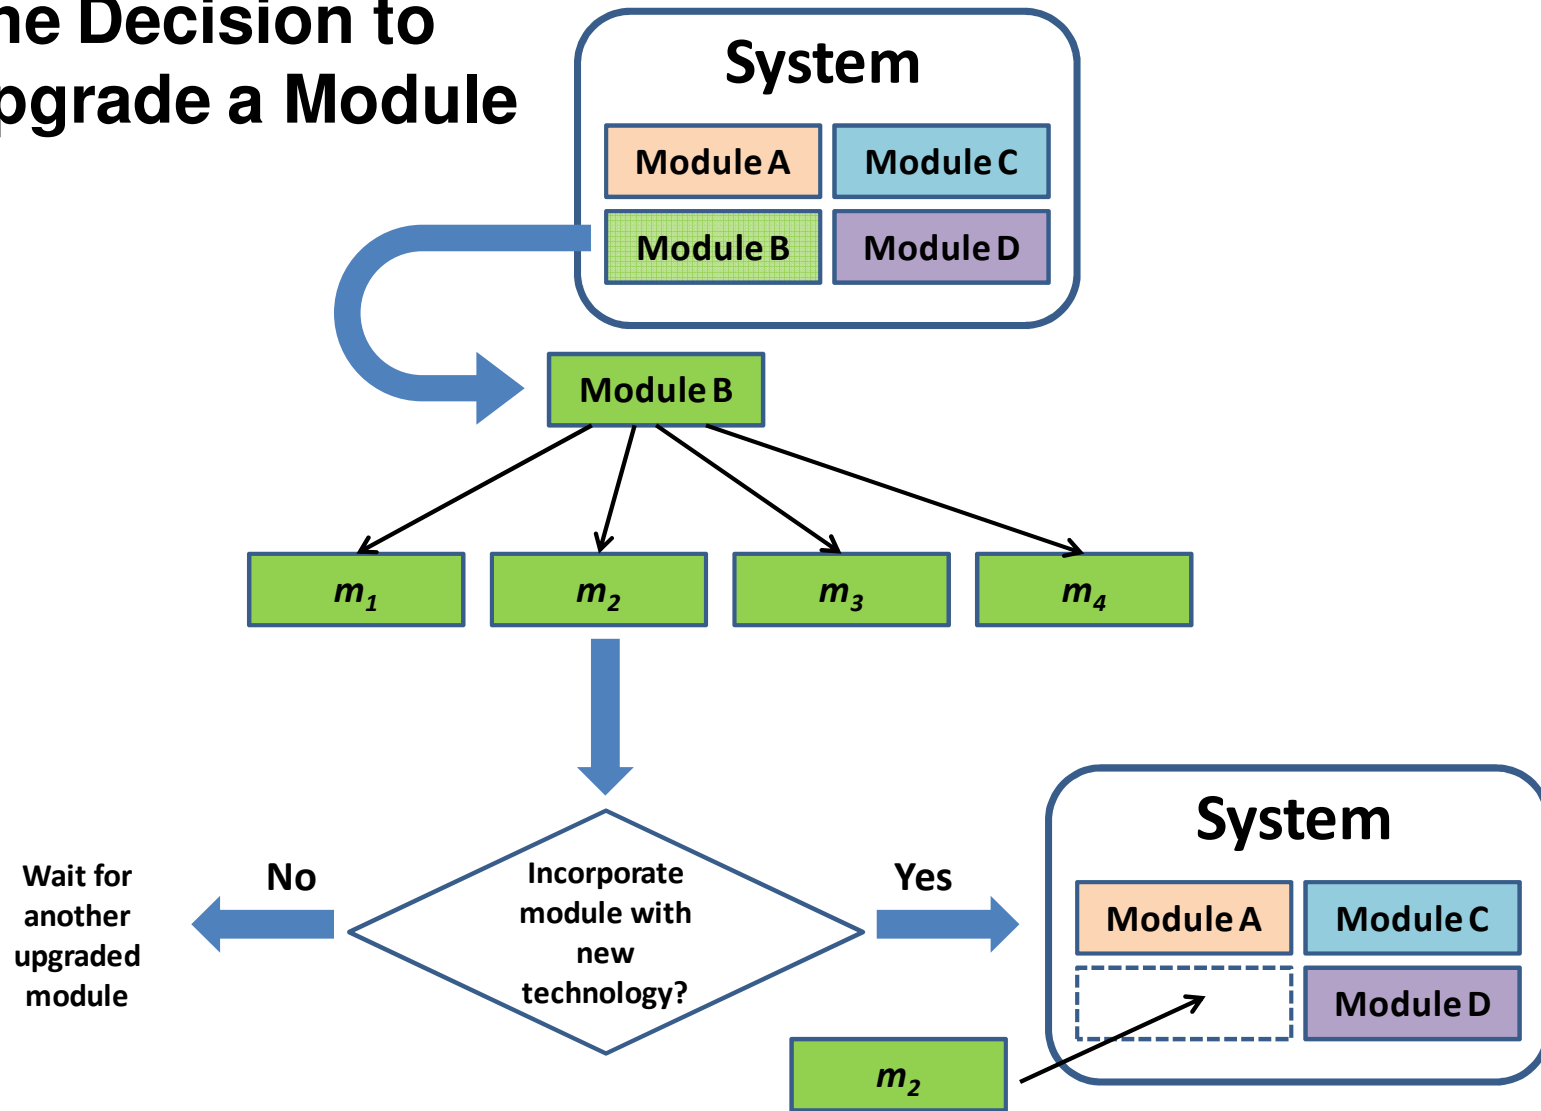 he Decision to
pgrade a Module
System
Module A
Module C
Module B
Module D
Module B
m1
m2
m3
m4
Incorporate
module with
new
technology?
No
Wait for
another
upgraded
module
Yes
System
Module A
Module C
Module D
m2